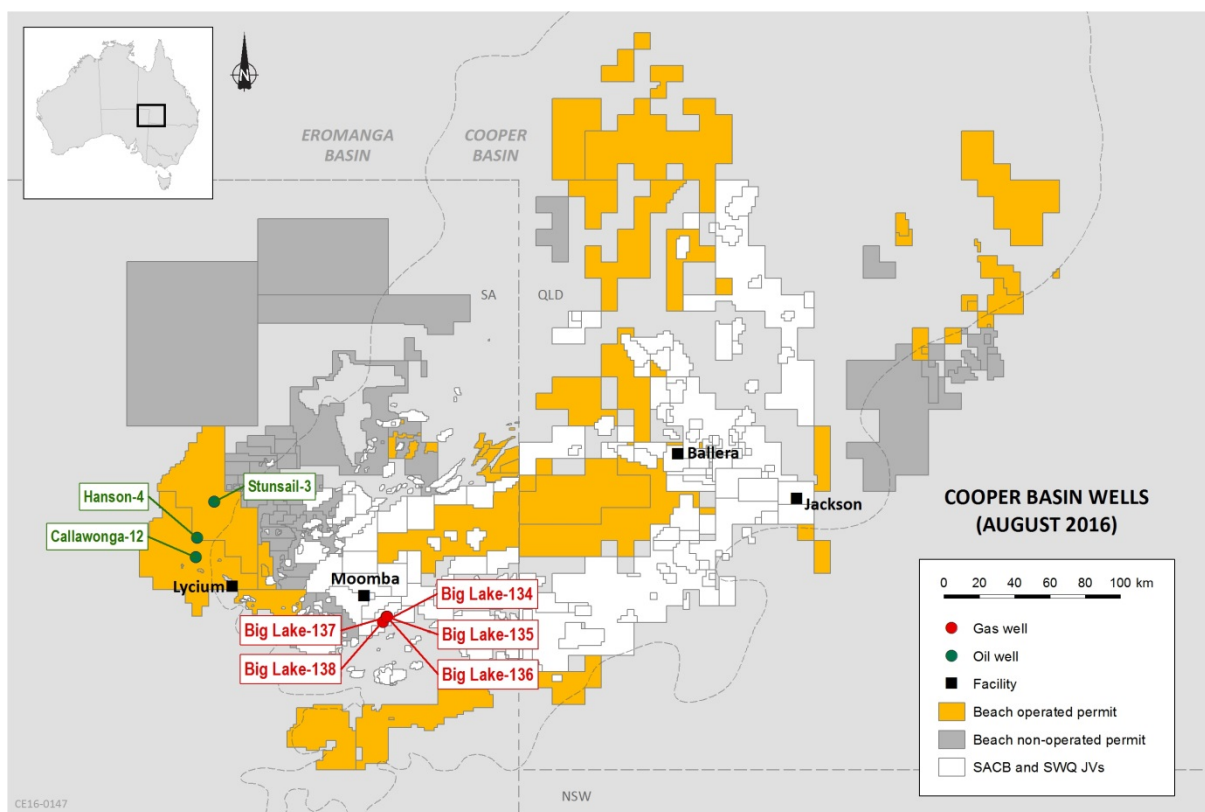 N
EROMANGA
BASIN
COOPER
BASIN
SA
QLD
Stunsail-3
Hanson-4
Callawonga-12
Lycium
Moomba
Ballera
Jackson
Big Lake-134
Big Lake-137
Big Lake-135
Big Lake-138
Big Lake-136
COOPER BASIN WELLS
(AUGUST 2016)
0 20 40 60 80 100 km
Gas well
Oil well
Facility
Beach operated permit
Beach non-operated permit
SACB and SWQ JVs
NSW
CE16-0147